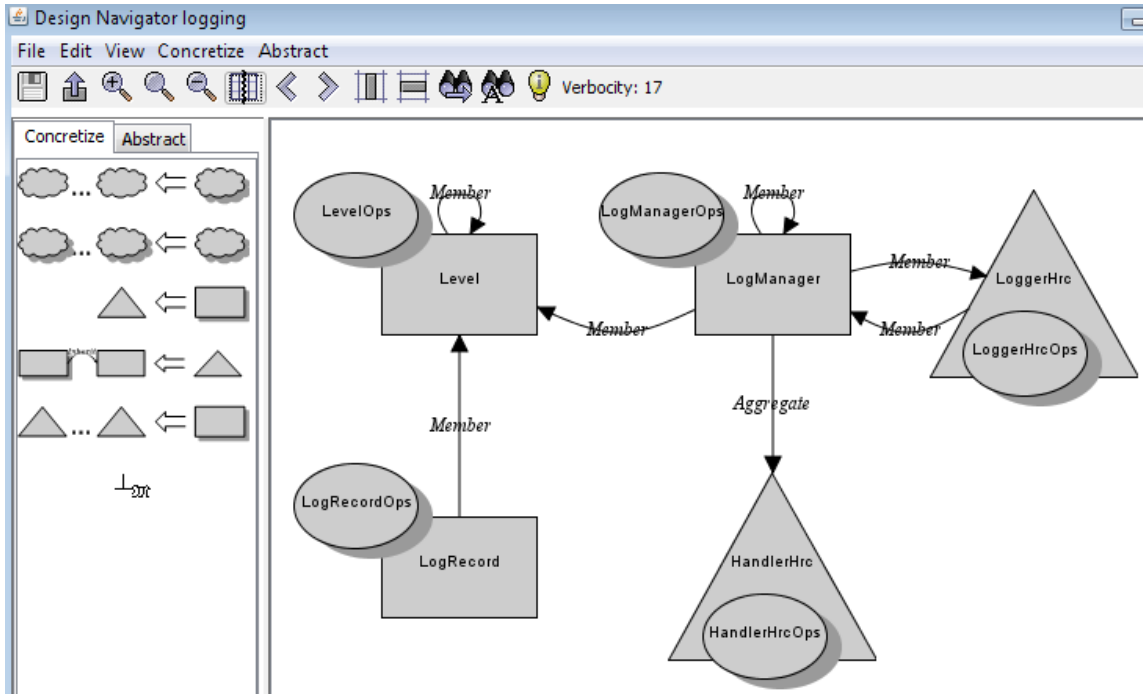 Design Navigator logging
File Edit View Concretize Abstract
Verbocity: 17
Concretize Abstract
LevelOps
Member
Level
LogManagerOps
Member
LogManager
Member
LoggerHrc
Member
Member
LoggerHrcOps
Aggregate
Member
LogRecordOps
LogRecord
HandlerHrc
HandlerHrcOps